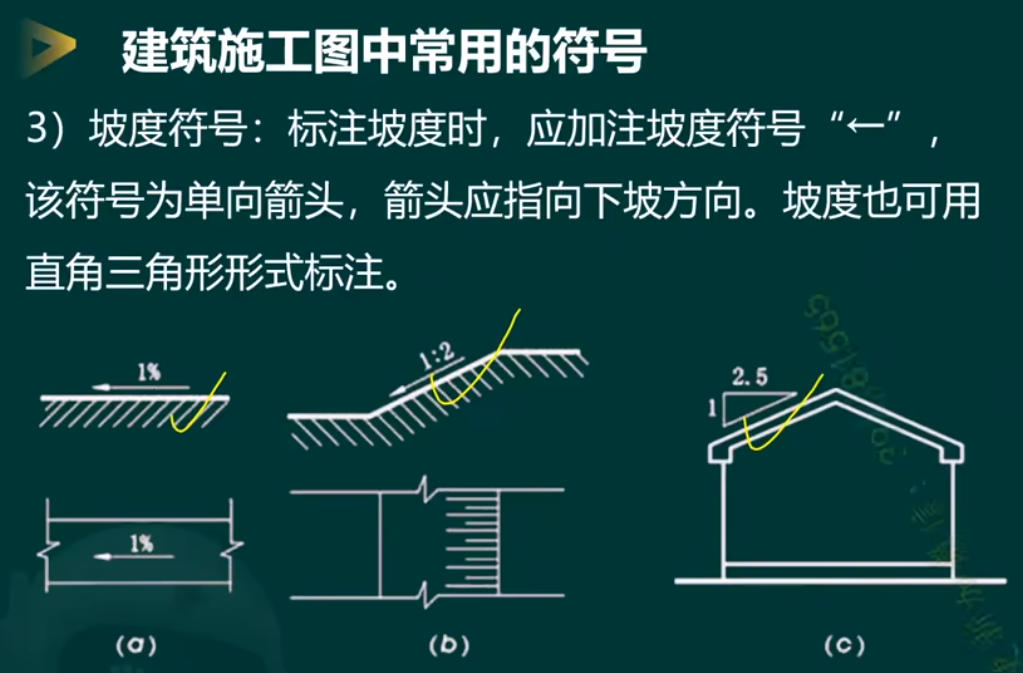 建筑施工图中常用的符号
3）坡度符号：标注坡度时，应加注坡度符号“←”，
该符号为单向箭头，箭头应指向下坡方向。坡度也可用
直角三角形形式标注。
1%
1:2
2.5
1
1%
(a)
(b)
(c)